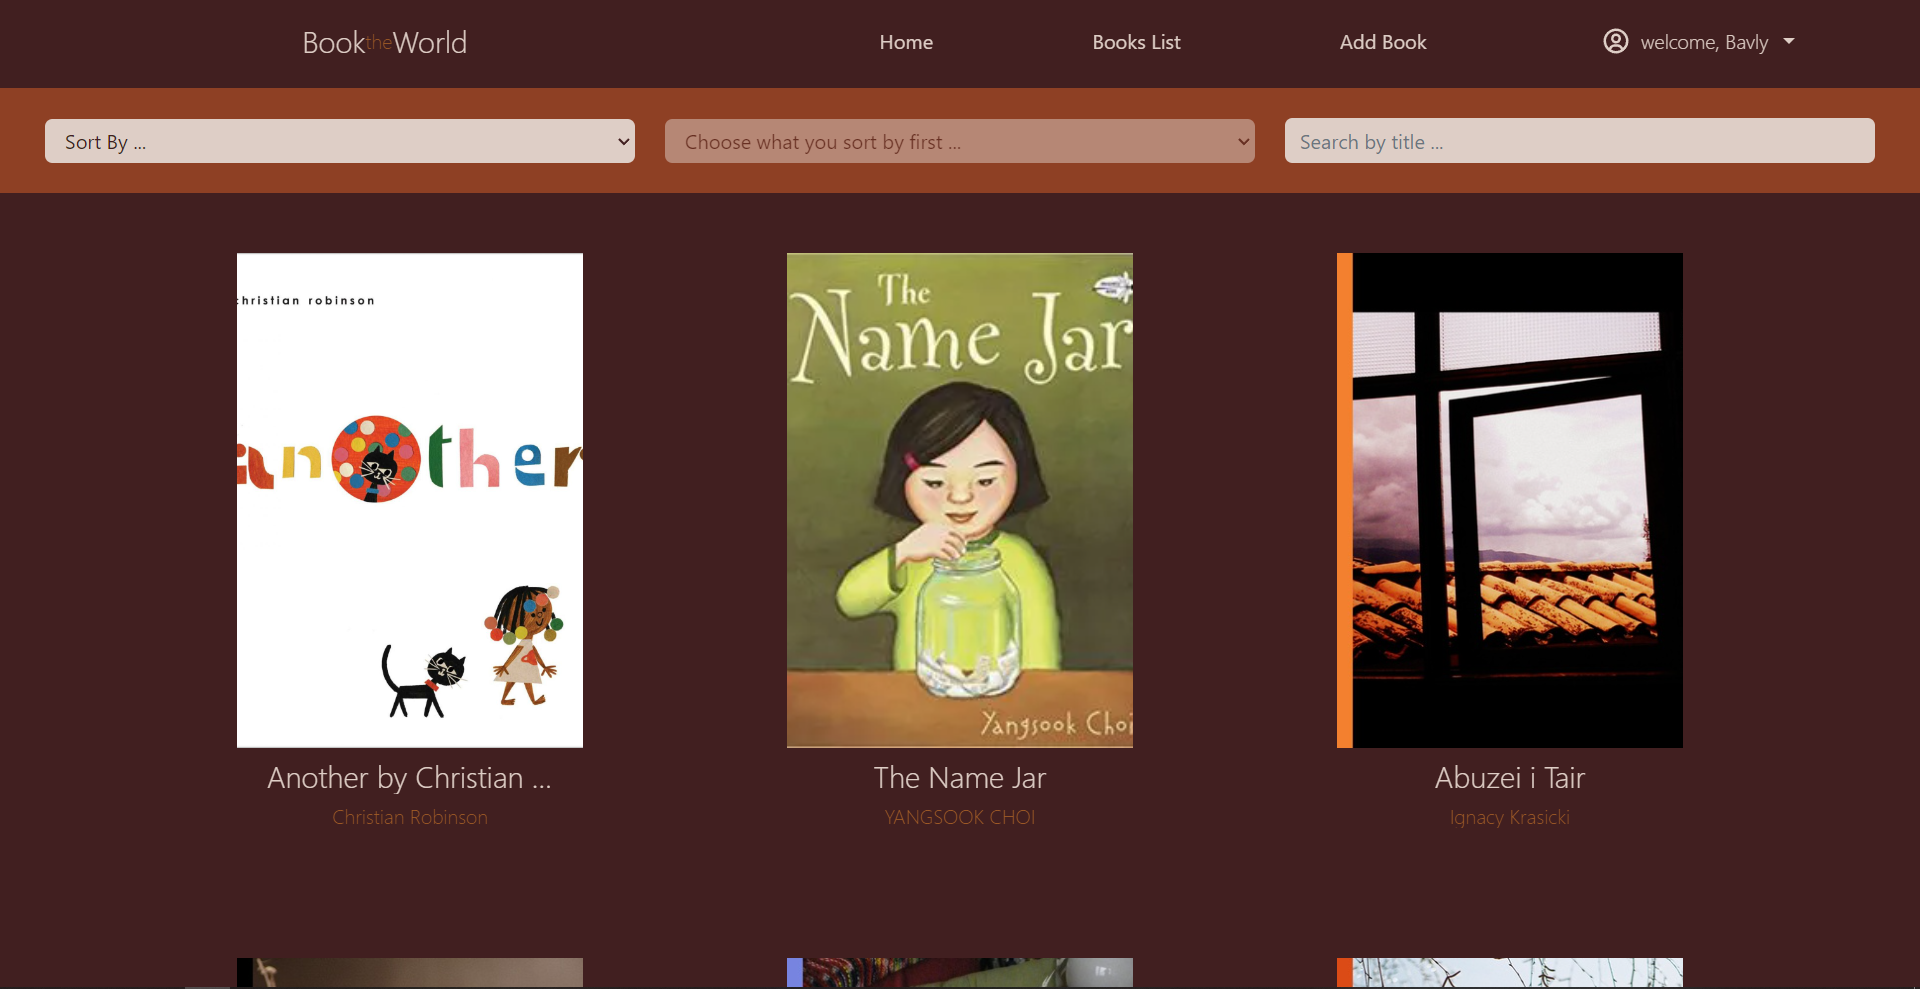 BooktheWorld
Home
Books List
Add Book
welcome, Bavly
Sort By ...
Choose what you sort by first ...
Search by title ...
christian robinson
another
The
Name Jar
Yangsook Choi
Another by Christian ...
Christian Robinson
The Name Jar
YANGSOOK CHOI
Abuzei i Tair
Ignacy Krasicki